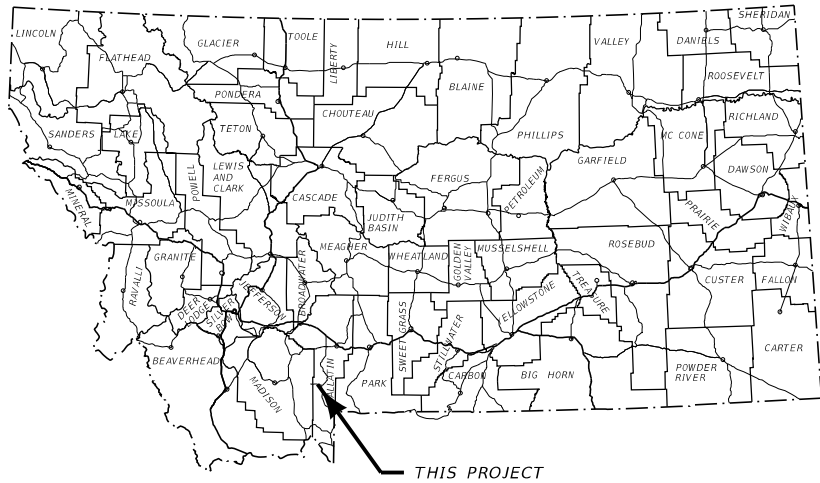 SHERIDAN
LINCOLN
GLACIER
TOOLE
LIBERTY
HILL
VALLEY
DANIELS
FLATHEAD
ROOSEVELT
PONDERA
BLAINE
CHOUTEAU
RICHLAND
SANDERS
LAKE
TETON
PHILLIPS
MC CONE
LEWIS
AND
CLARK
POWELL
GARFIELD
DAWSON
FERGUS
PETROLEUM
MINERAL
MISSOULA
CASCADE
JUDITH
BASIN
PRAIRIE
WIBAUX
MEAGHER
WHEATLAND
GOLDEN
VALLEY
MUSSELSHELL
ROSEBUD
GRANITE
RAVALLI
BROADWATER
CUSTER
FALLON
TREASURE
JEFFERSON
DEER
LODGE
SILVER
BOW
ELLOWSTONE
SWEET GRASS
STILLWATER
BEAVERHEAD
CARTER
POWDER
RIVER
MADISON
LLATIN
PARK
CARBON
BIG HORN
THIS PROJECT